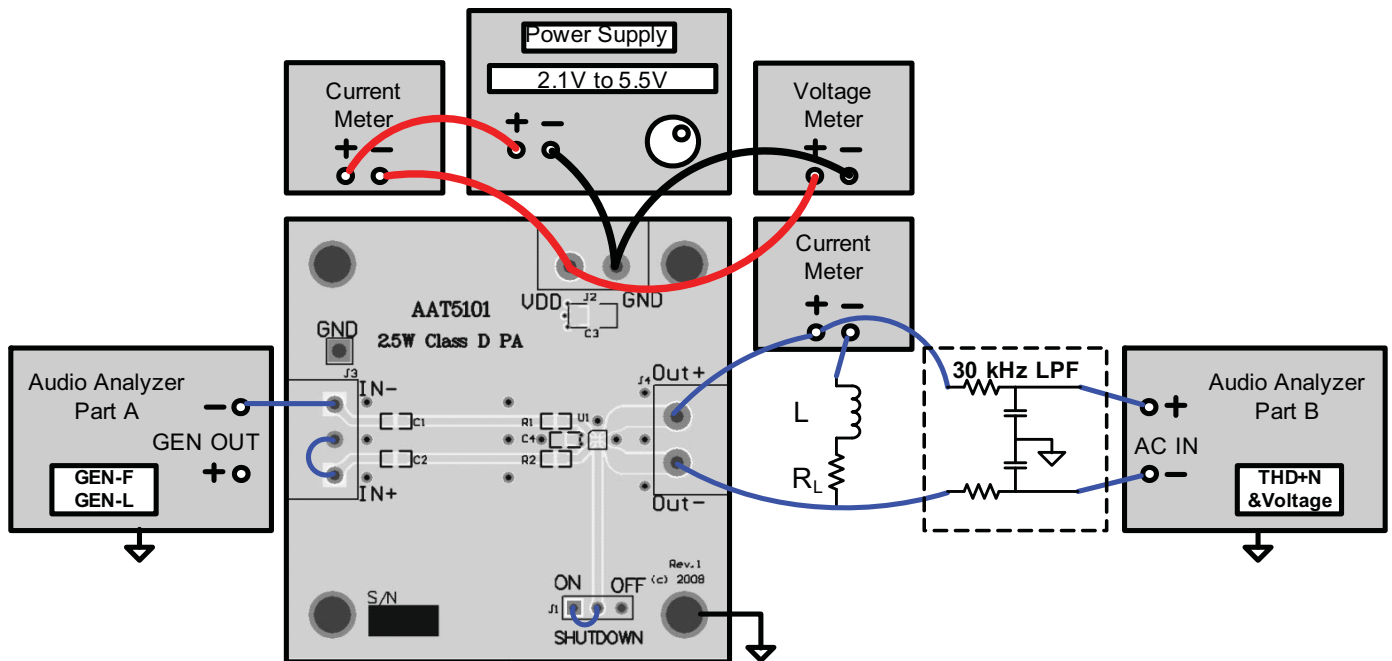 Power Supply
2.1V to 5.5V
+ −
Current
Meter
+ −
Voltage
Meter
+ −
Current
Meter
+ −
VDD
J2
GND
C3
AAT5101
2.5W Class D PA
GND
J3
IN-
IN+
C1
C2
R1
C4
R2
U1
J4
Out+
Out-
Rev.1
(c) 2008
ON
OFF
J1
SHUTDOWN
S/N
Audio Analyzer
Part A
−
GEN OUT
+
GEN-F
GEN-L
L
RL
30 kHz LPF
Audio Analyzer
Part B
+
AC IN
−
THD+N
&Voltage